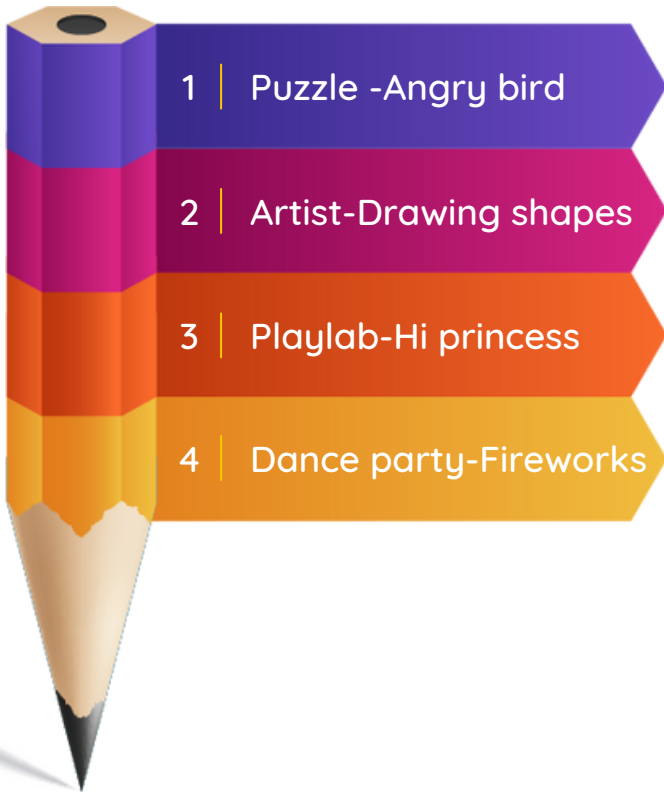 1 Puzzle -Angry bird
2 Artist-Drawing shapes
3 Playlab-Hi princess
4 Dance party-Fireworks